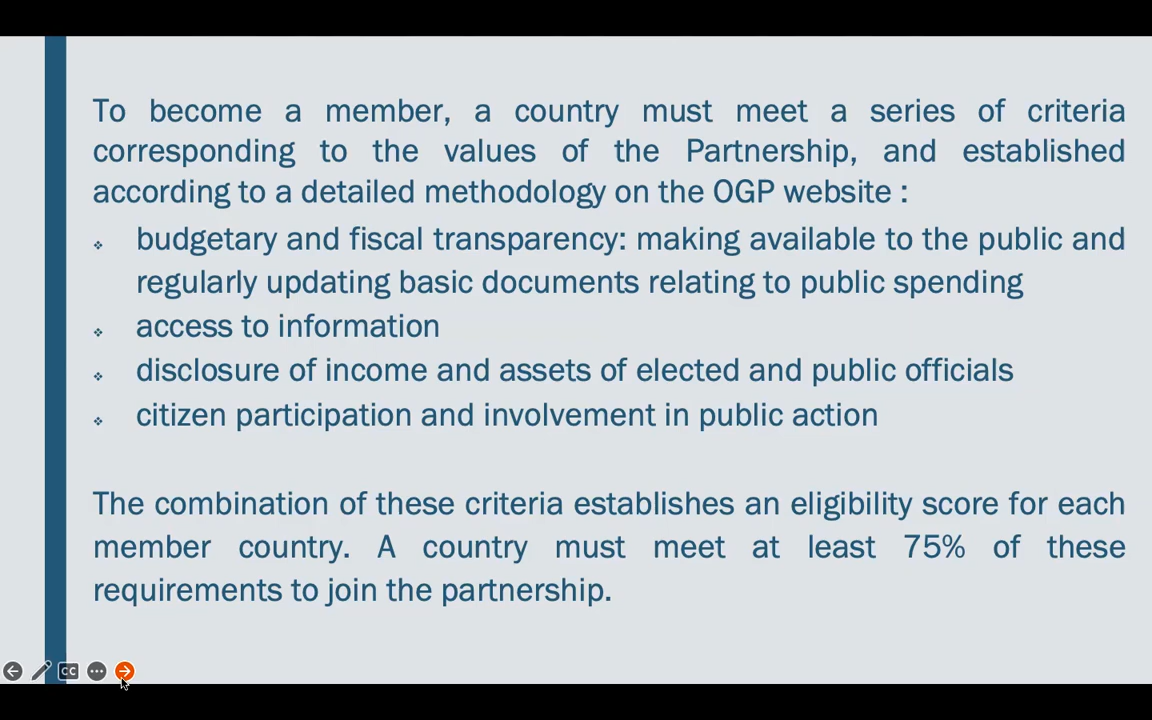 To become a member, a country must meet a series of criteria
corresponding to the values of the Partnership, and established
according to a detailed methodology on the OGP website :
❖ budgetary and fiscal transparency: making available to the public and
regularly updating basic documents relating to public spending
❖ access to information
❖ disclosure of income and assets of elected and public officials
❖ citizen participation and involvement in public action
The combination of these criteria establishes an eligibility score for each
member country. A country must meet at least 75% of these
requirements to join the partnership.
CC